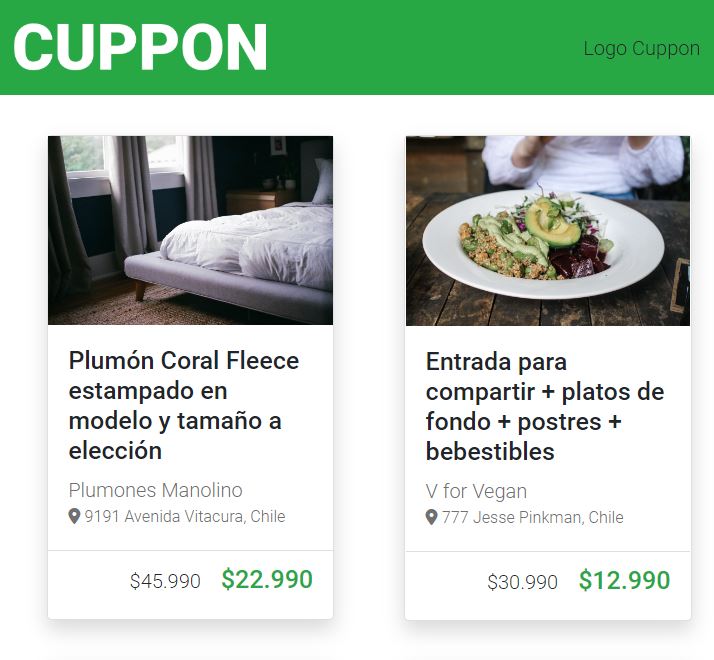 CUPPON
Logo Cuppon
Plumón Coral Fleece
estampado en
modelo y tamaño a
elección
Plumones Manolino
9191 Avenida Vitacura, Chile
$45.990 $22.990
Entrada para
compartir + platos de
fondo + postres +
bebestibles
V for Vegan
777 Jesse Pinkman, Chile
$30.990 $12.990